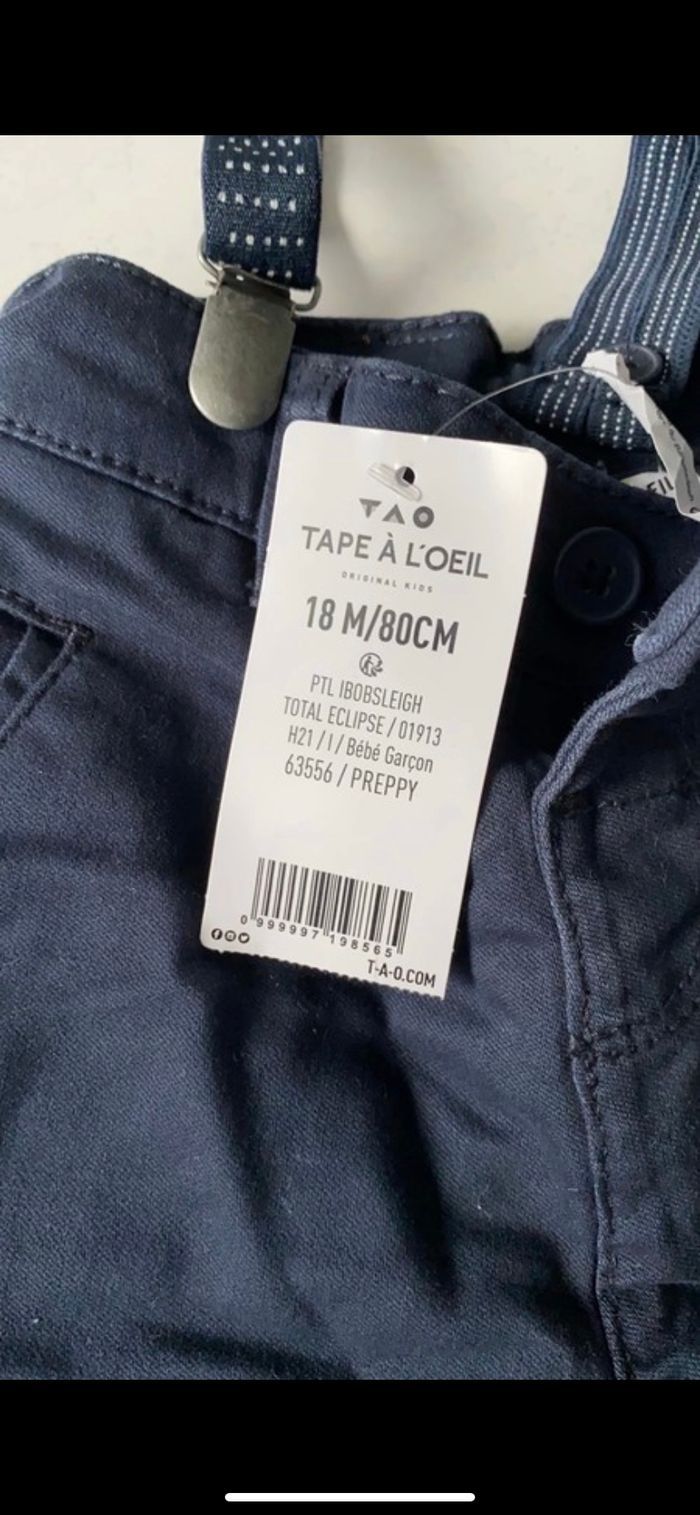 TAO
TAPE À L'OEIL
ORIGINAL KIDS
18 M/80CM
PTL IBOBSLEIGH
TOTAL ECLIPSE / 01913
H21 / I / Bébé Garçon
63556 / PREPPY
0 999997 198565
T-A-O.COM